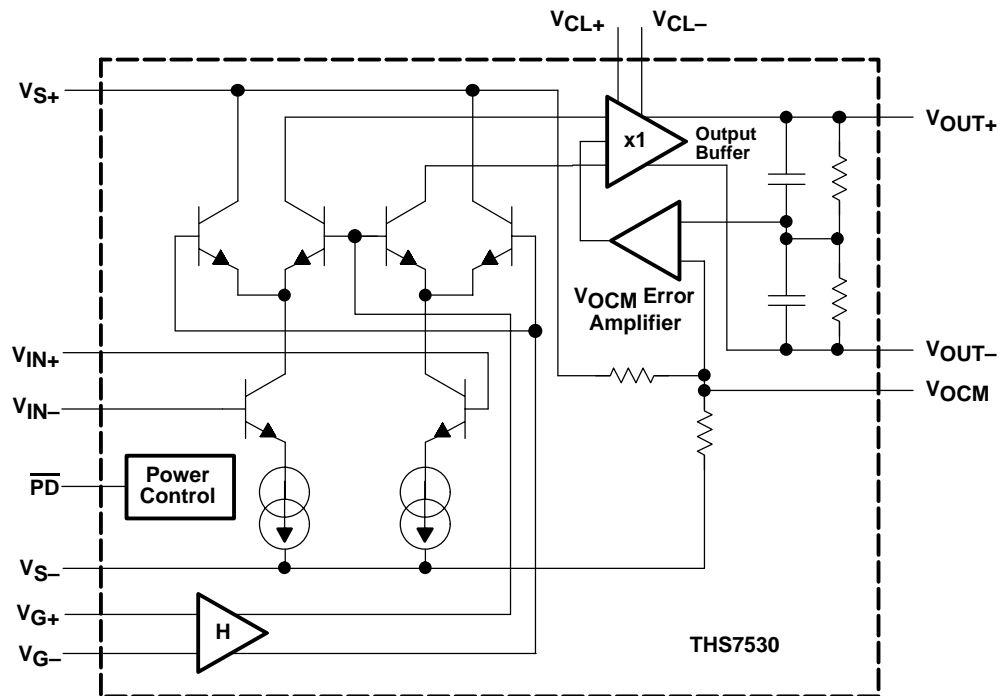 VCL+ VCL–
VS+
VOUT+
x1
Output
Buffer
VOCM Error
Amplifier
VIN+
VOUT–
VOCM
VIN–
PD
Power
Control
VS–
VG+
H
VG–
THS7530